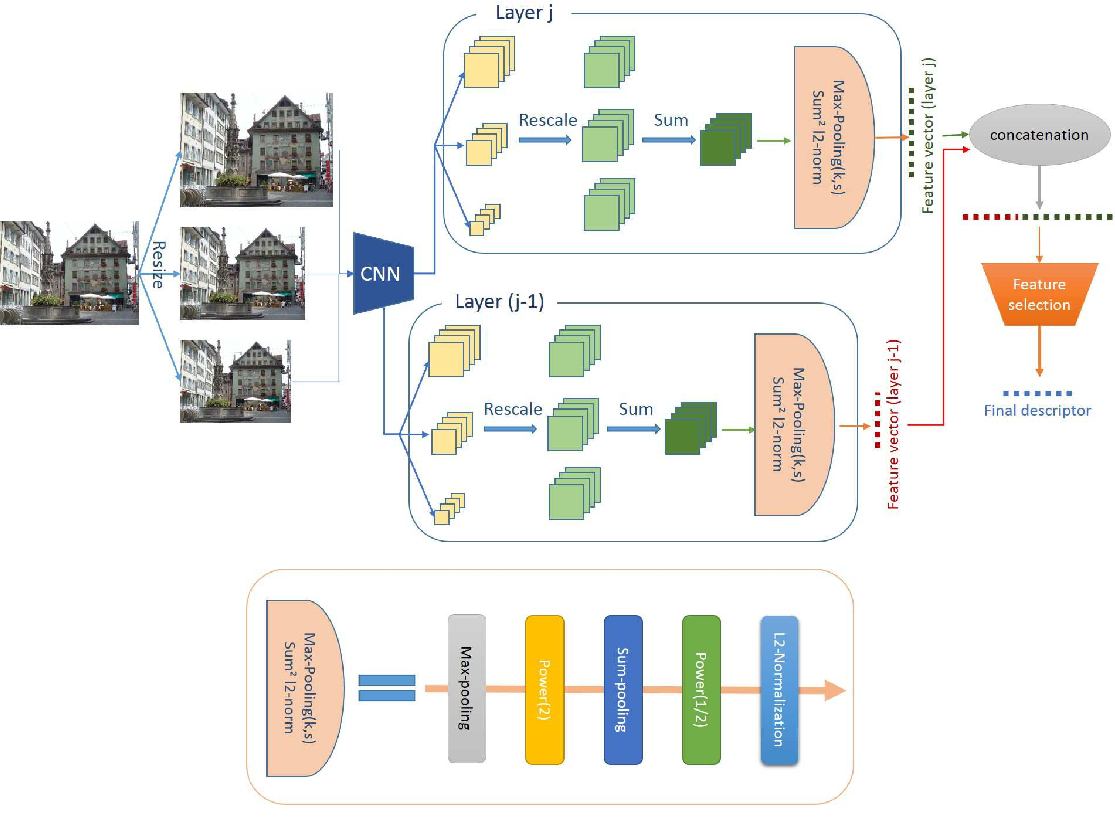 Layer j
Resize
CNN
Rescale
Sum
Max-Pooling(k,s)
Sum² l2-norm
Feature vector (layer j)
concatenation
Layer (j-1)
Rescale
Sum
Max-Pooling(k,s)
Sum² l2-norm
Feature vector (layer j-1)
Feature
selection
Final descriptor
Max-Pooling(k,s)
Sum² l2-norm
Max-pooling
Power(2)
Sum-pooling
Power(1/2)
L2-Normalization